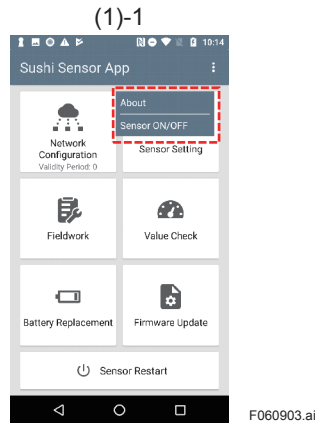 (1)-1
10:14
Sushi Sensor App
About
Sensor ON/OFF
Network
Configuration
Validity Period: 0
Sensor Setting
Fieldwork
Value Check
Battery Replacement
Firmware Update
Sensor Restart
F060903.ai